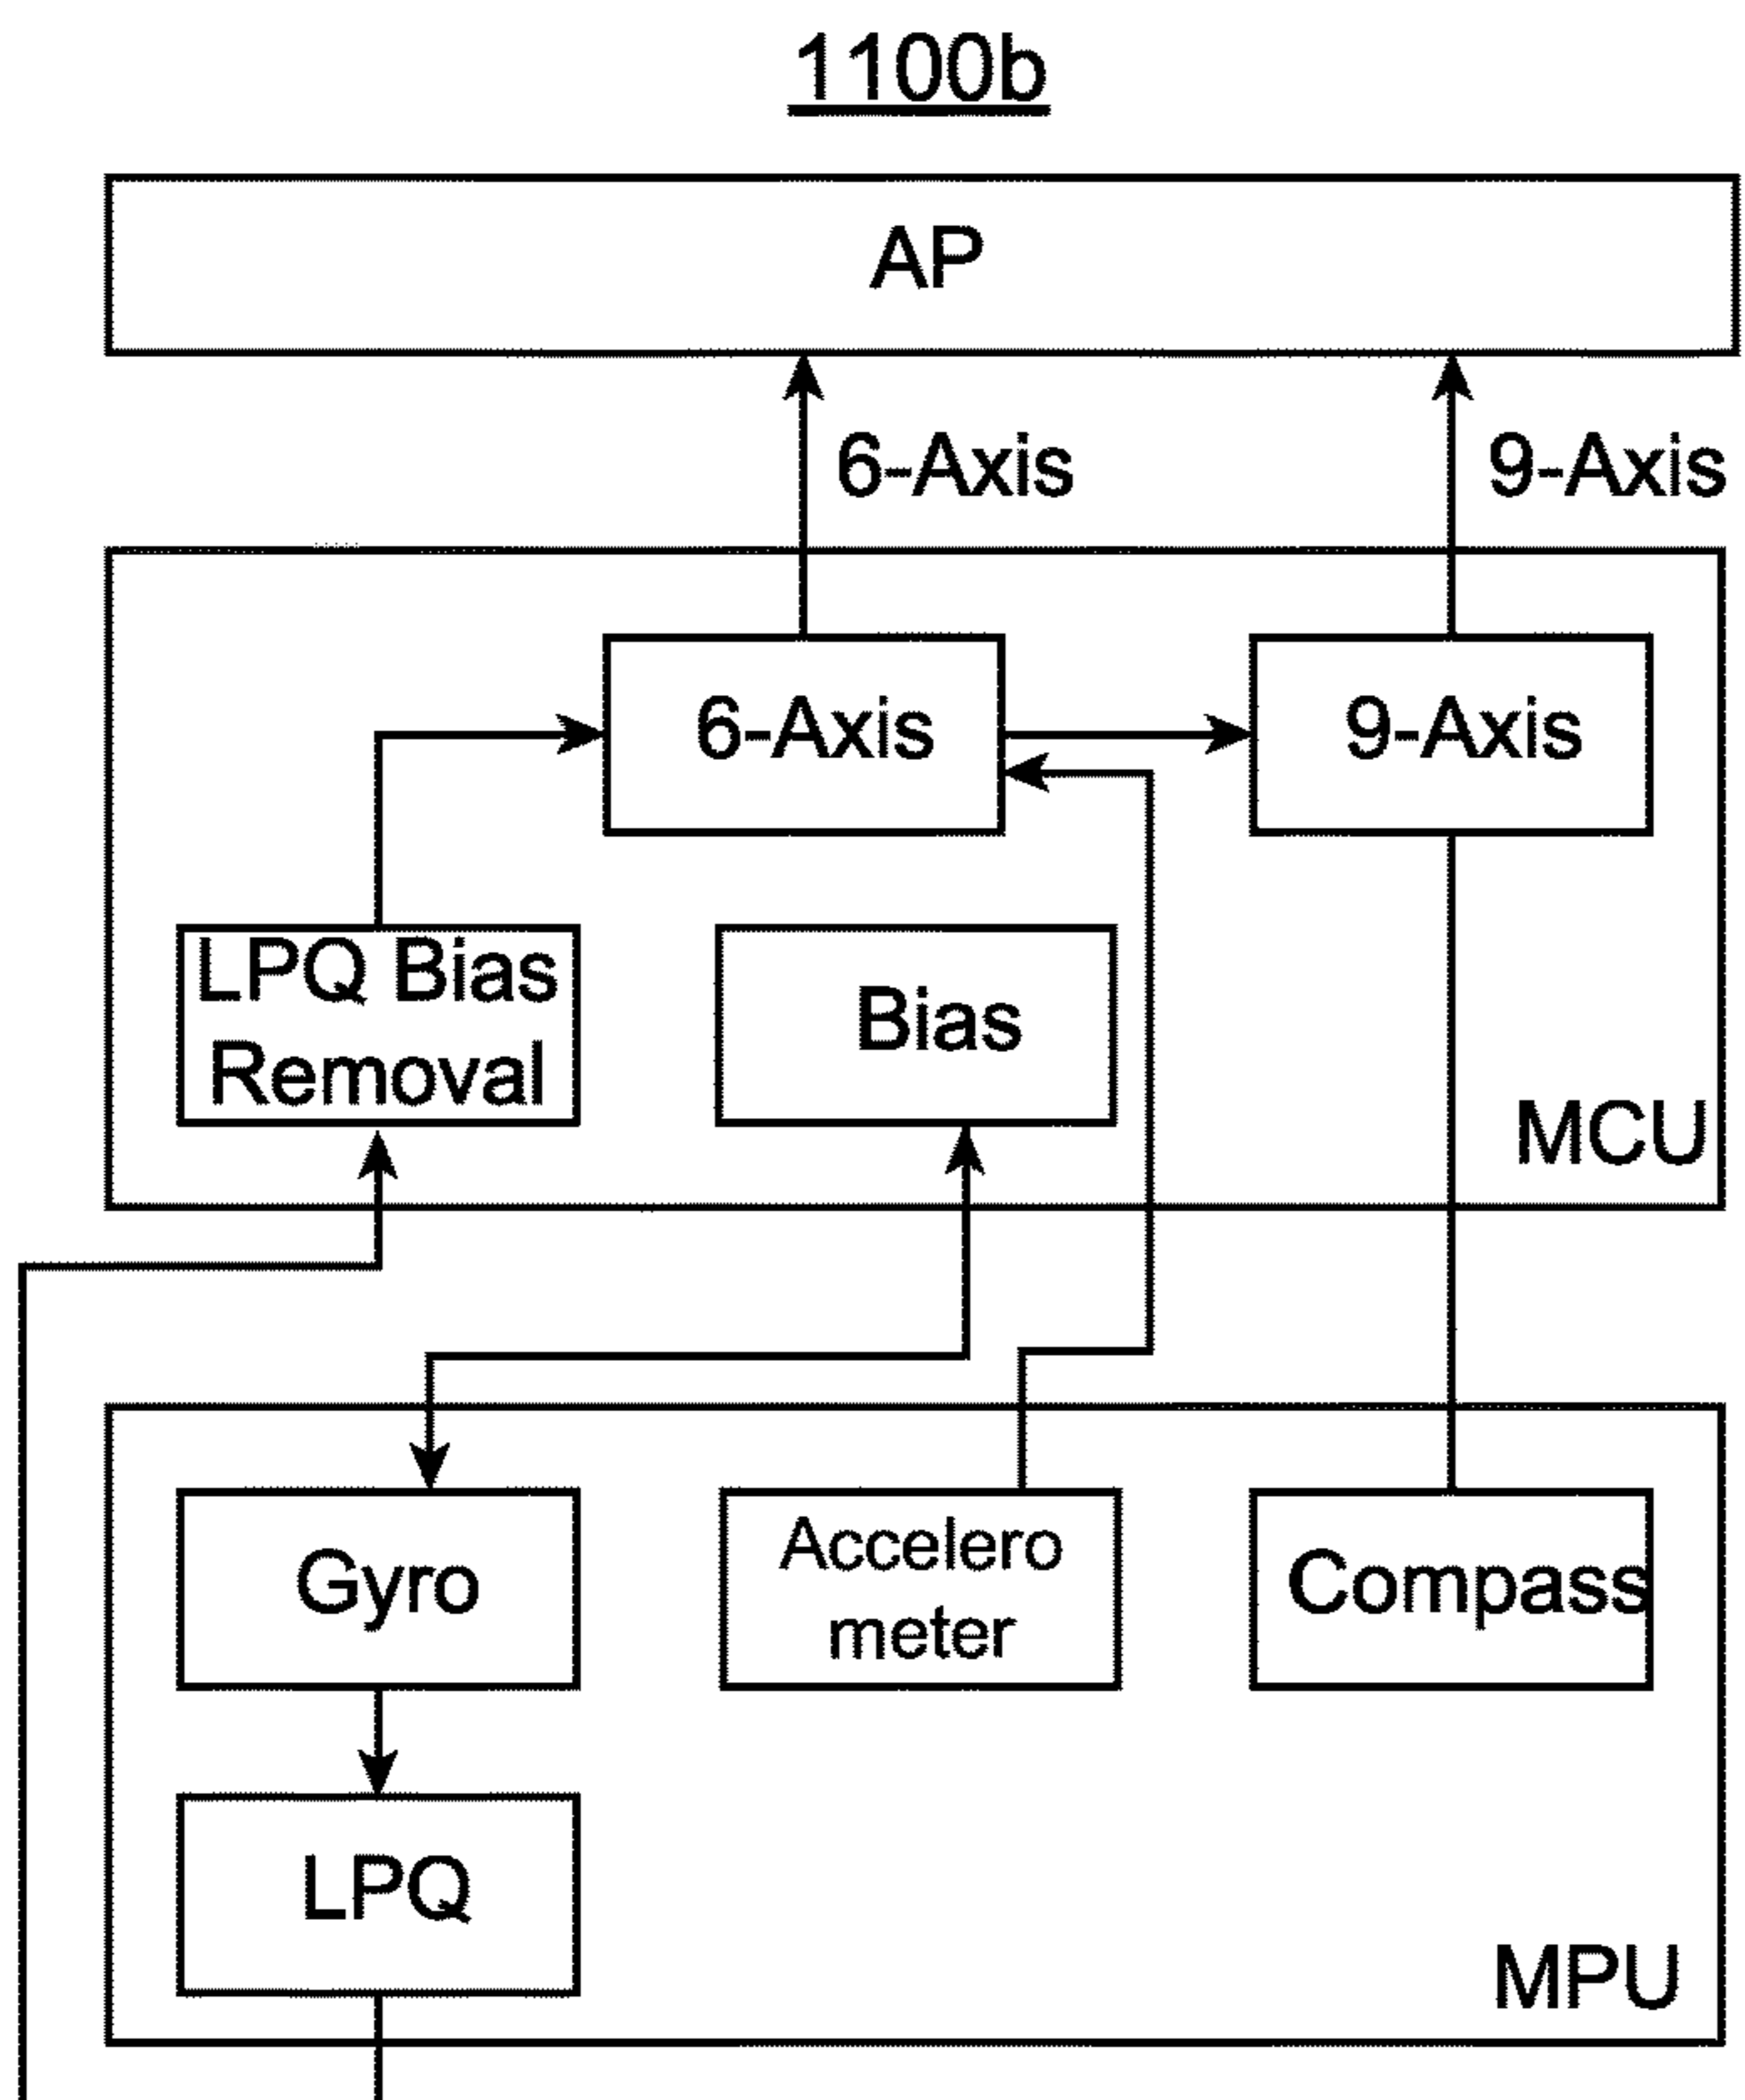 1100b
AP
6-Axis
9-Axis
6-Axis
9-Axis
LPQ Bias
Removal
Bias
MCU
Gyro
Accelero
meter
Compass
LPQ
MPU